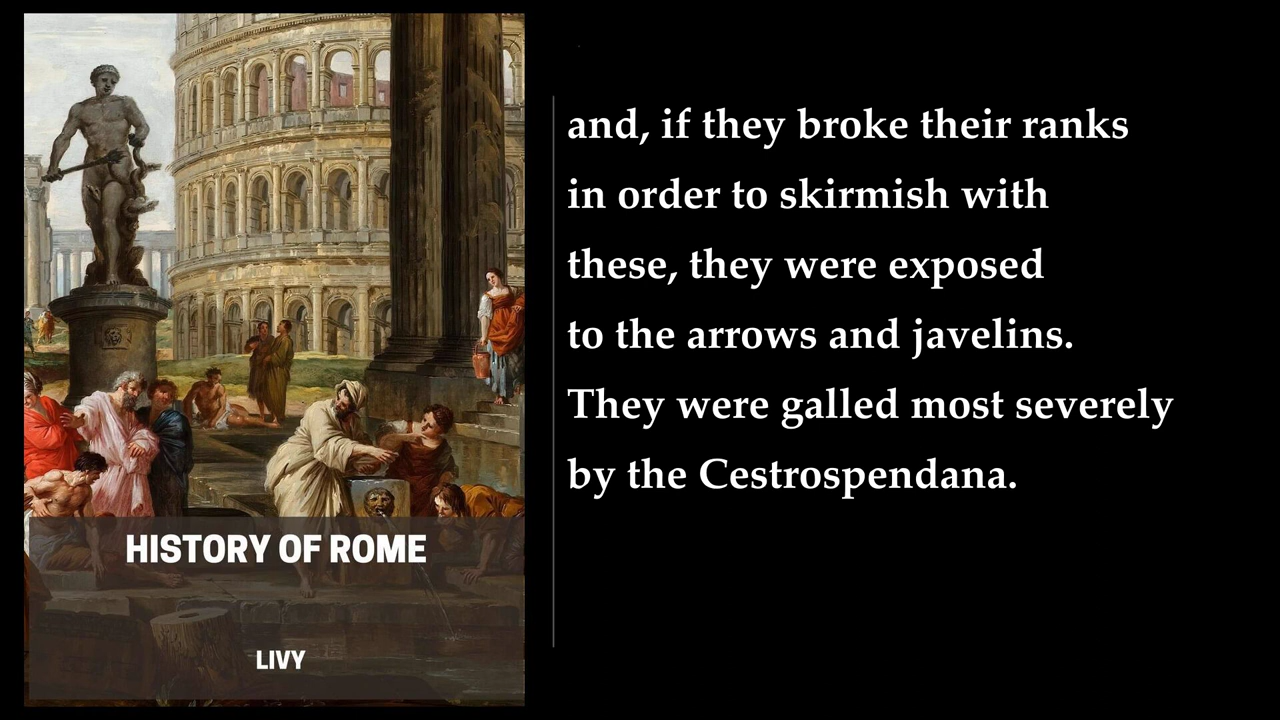 HISTORY OF ROME
LIVY
and, if they broke their ranks
in order to skirmish with
these, they were exposed
to the arrows and javelins.
They were galled most severely
by the Cestrospendana.